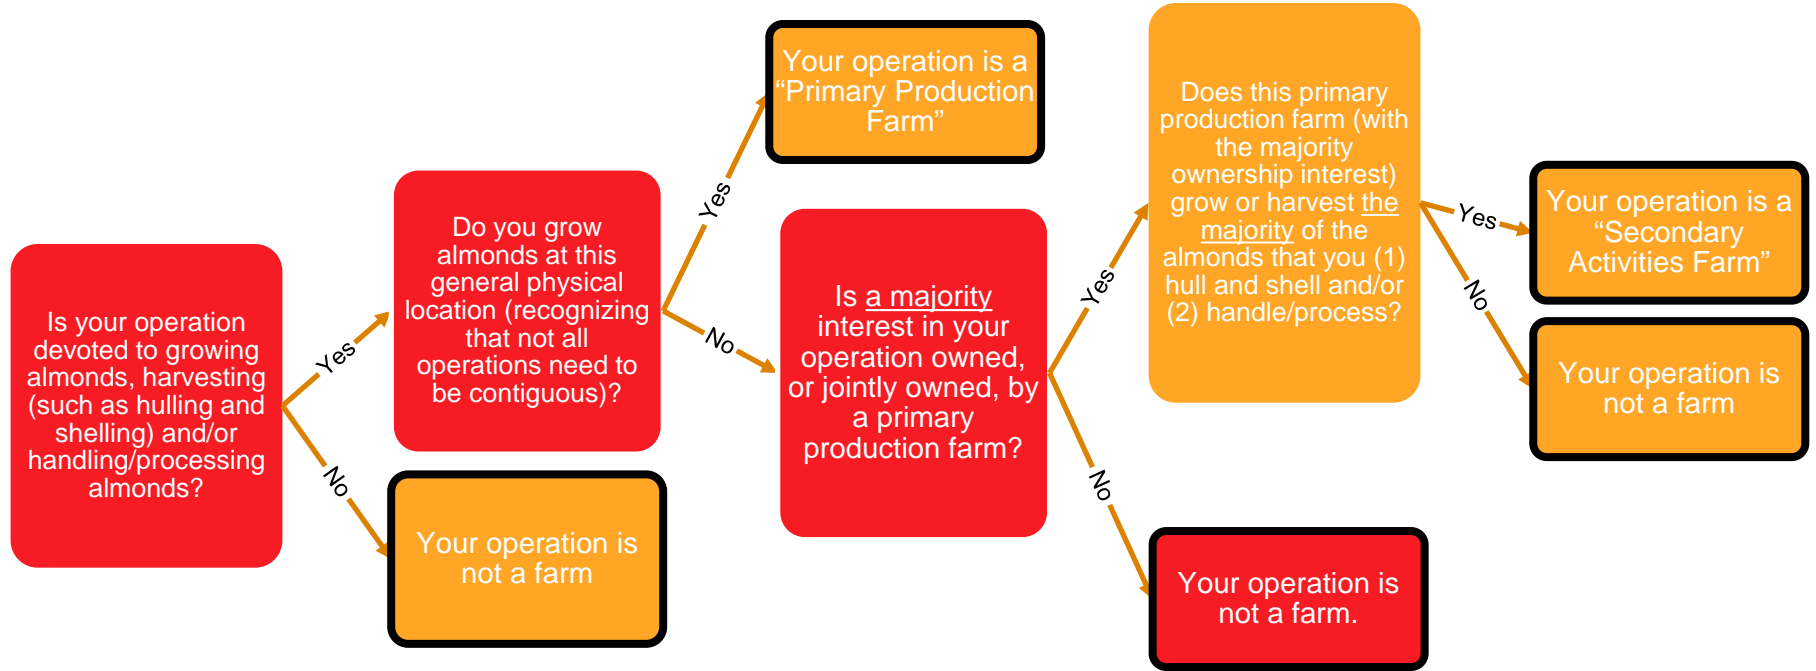 Is your operation
devoted to growing
almonds, harvesting
(such as hulling and
shelling) and/or
handling/processing
almonds?
Yes
No
Do you grow
almonds at this
general physical
location (recognizing
that not all
operations need to
be contiguous)?
Your operation is
not a farm
Yes
No
Your operation is a
“Primary Production
Farm”
Is a majority
interest in your
operation owned,
or jointly owned, by
a primary
production farm?
Yes
No
Does this primary
production farm (with
the majority
ownership interest)
grow or harvest the
majority of the
almonds that you (1)
hull and shell and/or
(2) handle/process?
Your operation is
not a farm.
Yes
No
Your operation is a
“Secondary
Activities Farm”
Your operation is
not a farm